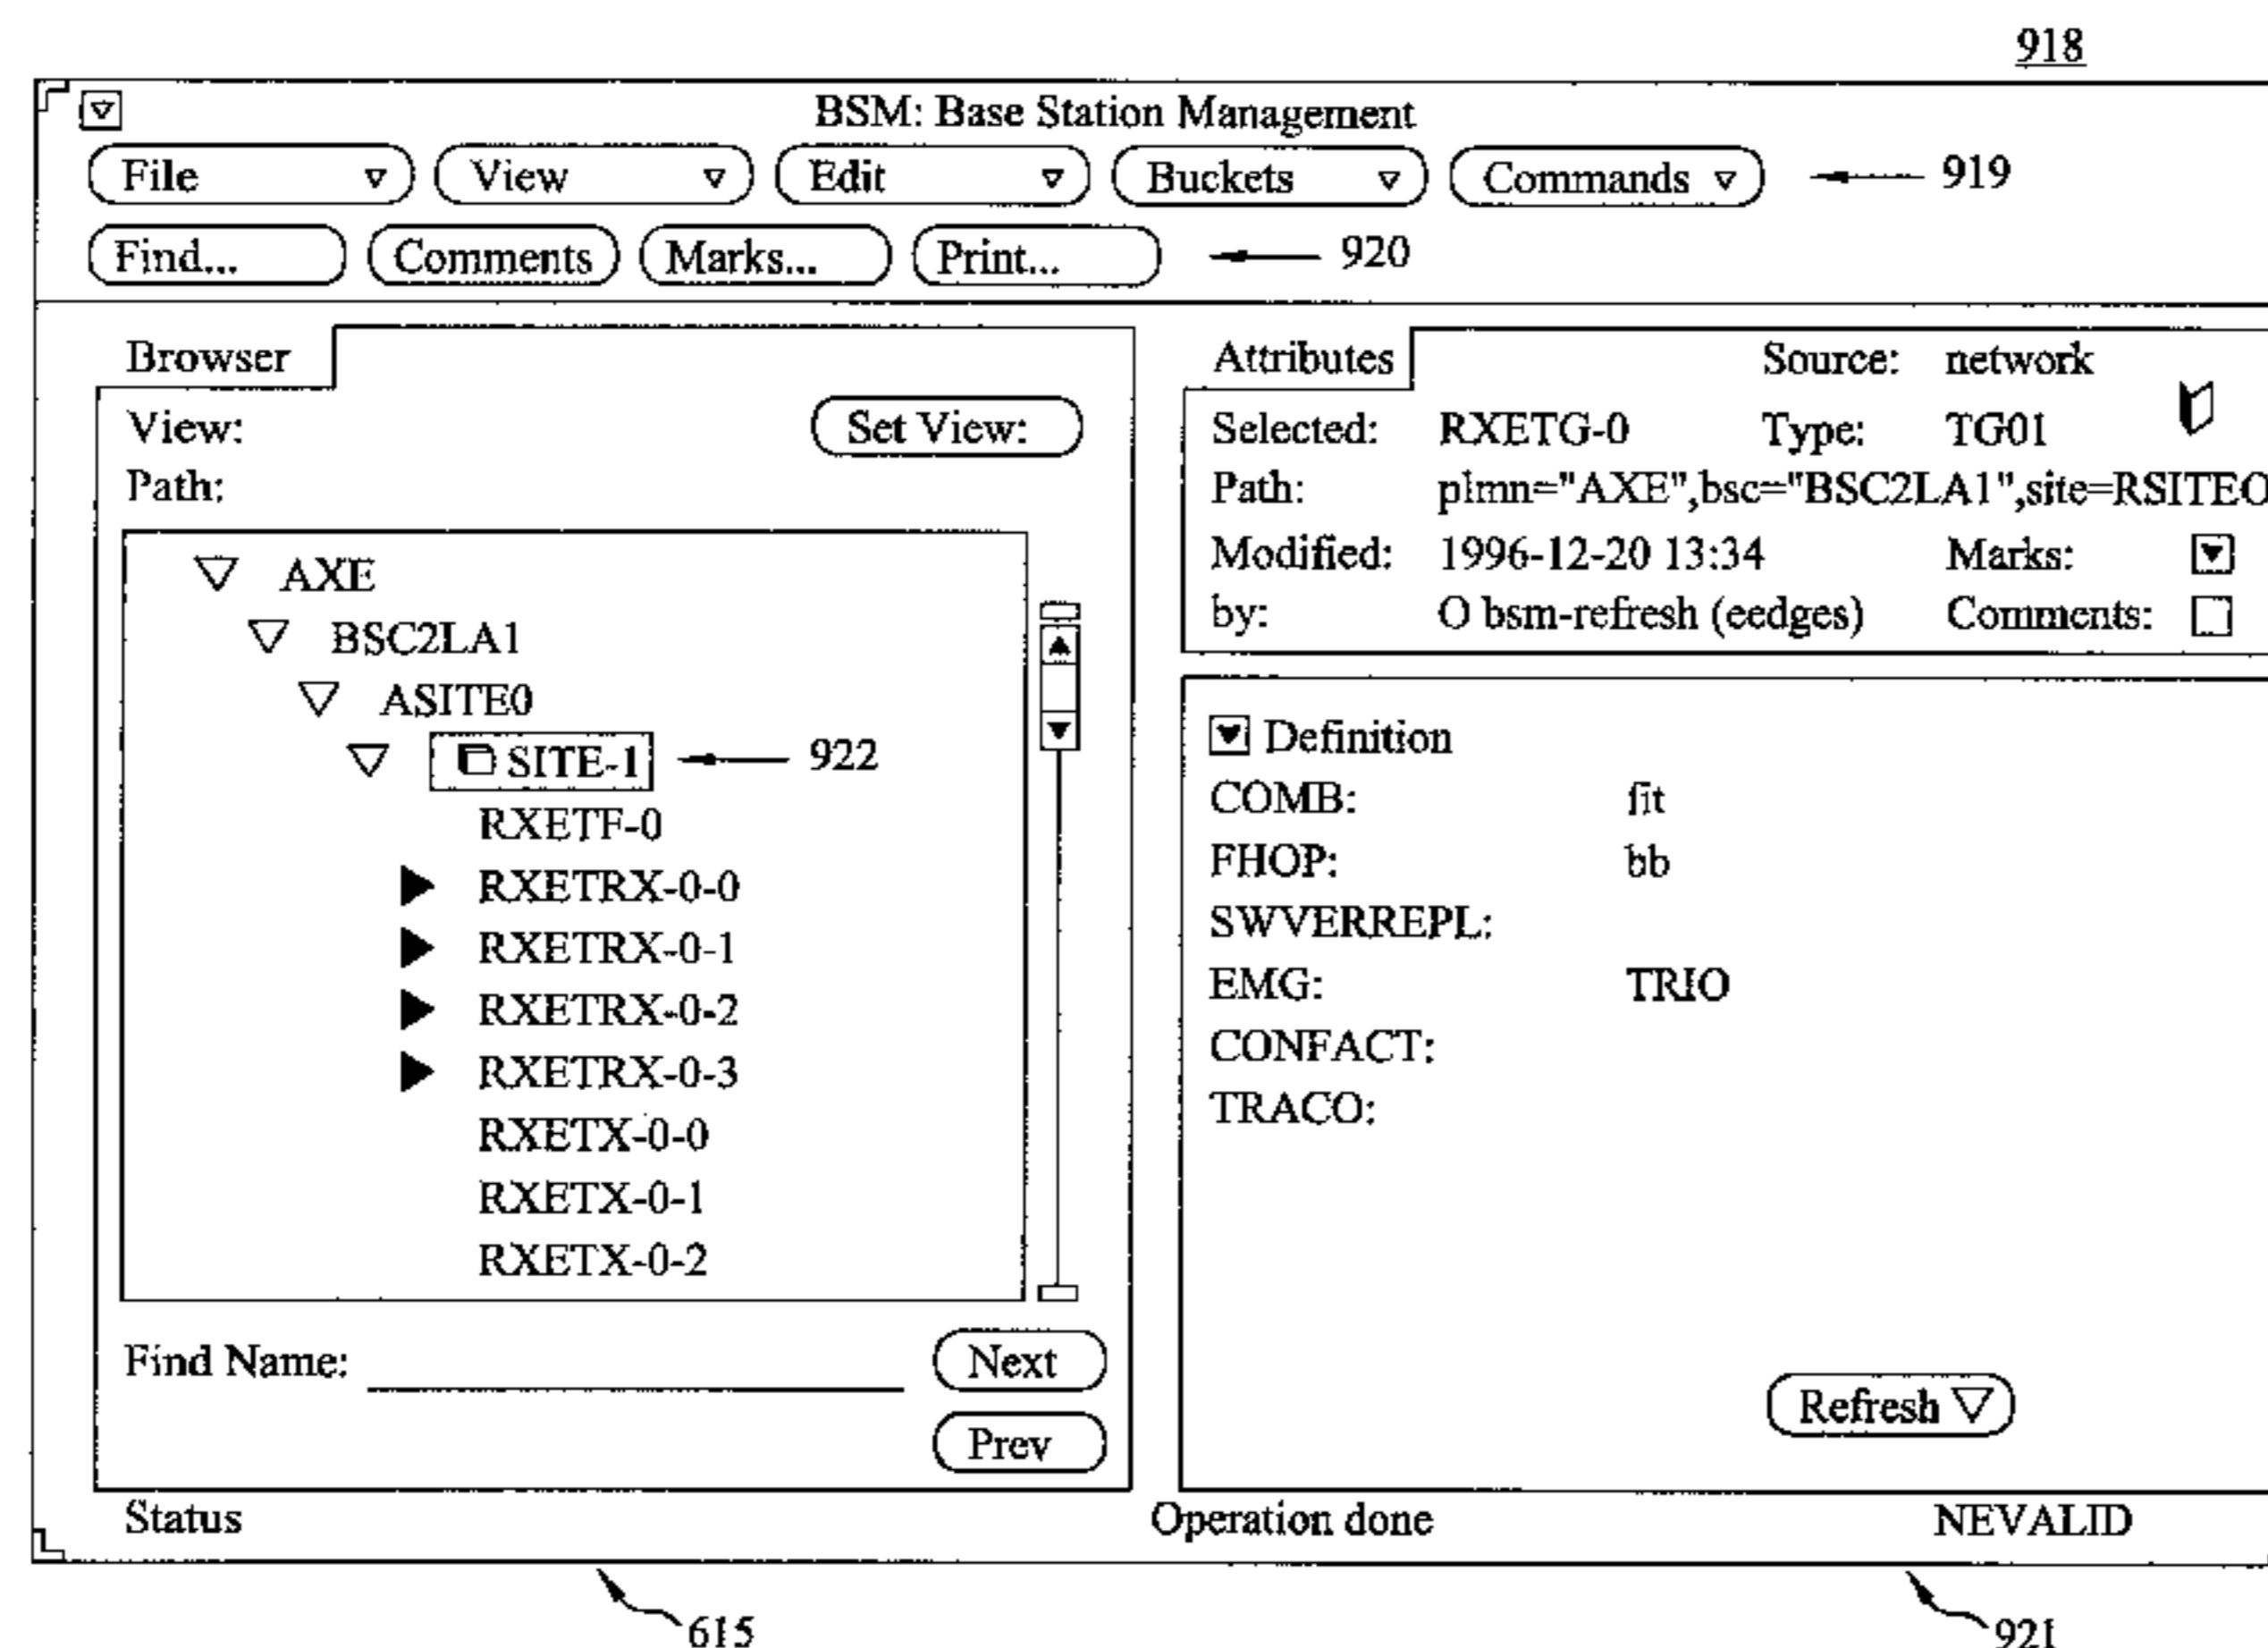 918
BSM: Base Station Management
File View Edit Buckets Commands 919
Find... Comments Marks... Print... 920
Browser
View: Set View:
Path:
AXE
BSC2LA1
ASITE0
SITE-1 922
RXETF-0
RXETRX-0-0
RXETRX-0-1
RXETRX-0-2
RXETRX-0-3
RXETX-0-0
RXETX-0-1
RXETX-0-2
Find Name: Next
Prev
Attributes Source: network
Selected: RXETG-0 Type: TG01
Path: plmn="AXE",bsc="BSC2LA1",site=RSITEO
Modified: 1996-12-20 13:34 Marks:
by: O bsm-refresh (eedges) Comments:
Definition
COMB: fit
FHOP: bb
SWVERREPL:
EMG: TRIO
CONFACT:
TRACO:
Refresh
Status Operation done NEVALID
615 921